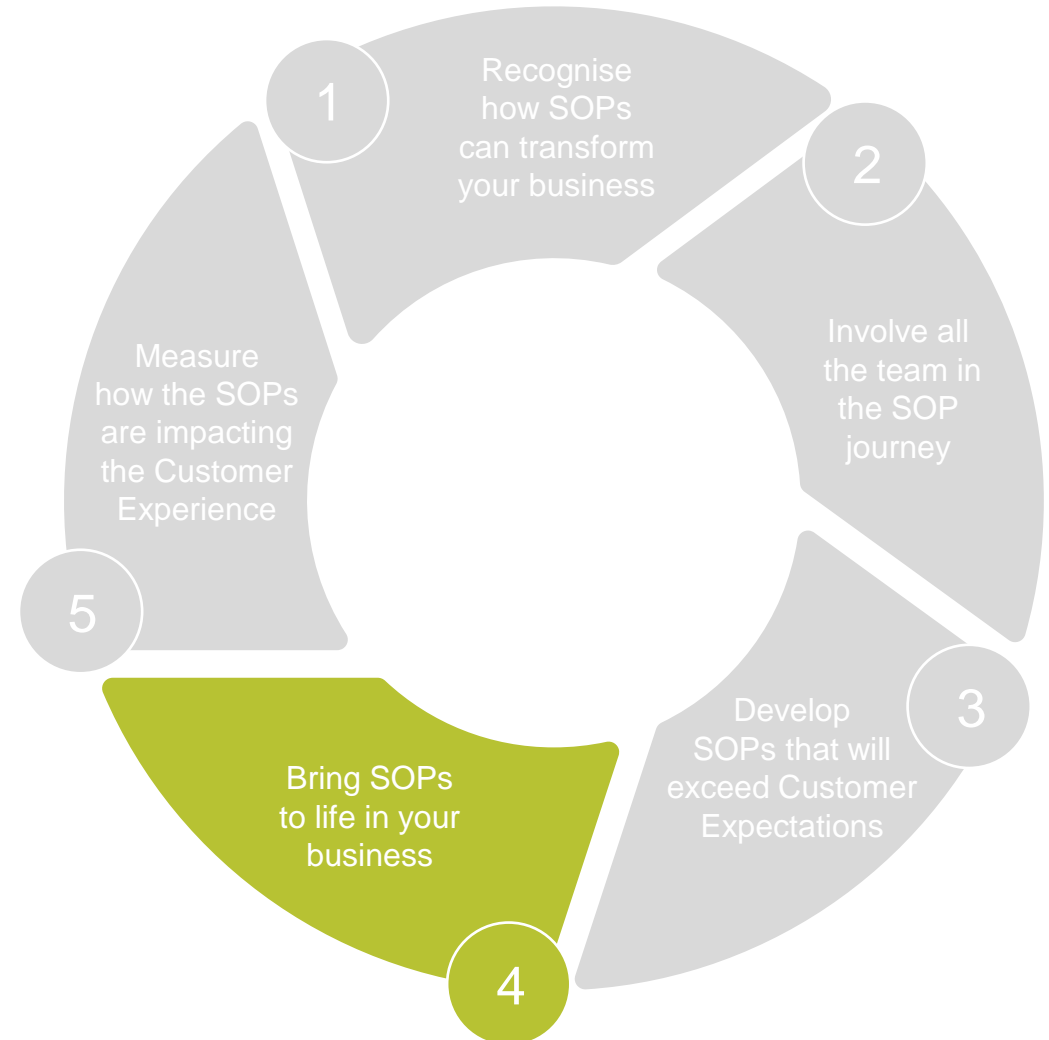 1
Recognise
how SOPs
can transform
your business
2
Involve all
the team in
the SOP
journey
3
Develop
SOPs that will
exceed Customer
Expectations
4
Bring SOPs
to life in your
business
5
Measure
how the SOPs
are impacting
the Customer
Experience